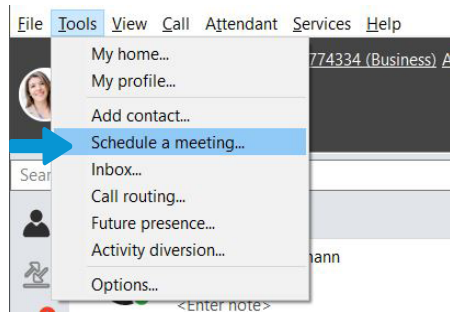 File Tools View Call Attendant Services Help
My home...
774334 (Business) A
My profile...
Add contact...
Schedule a meeting...
Sear
Inbox...
Call routing...
Future presence...
Activity diversion...
nann
Options...
<Enter note>